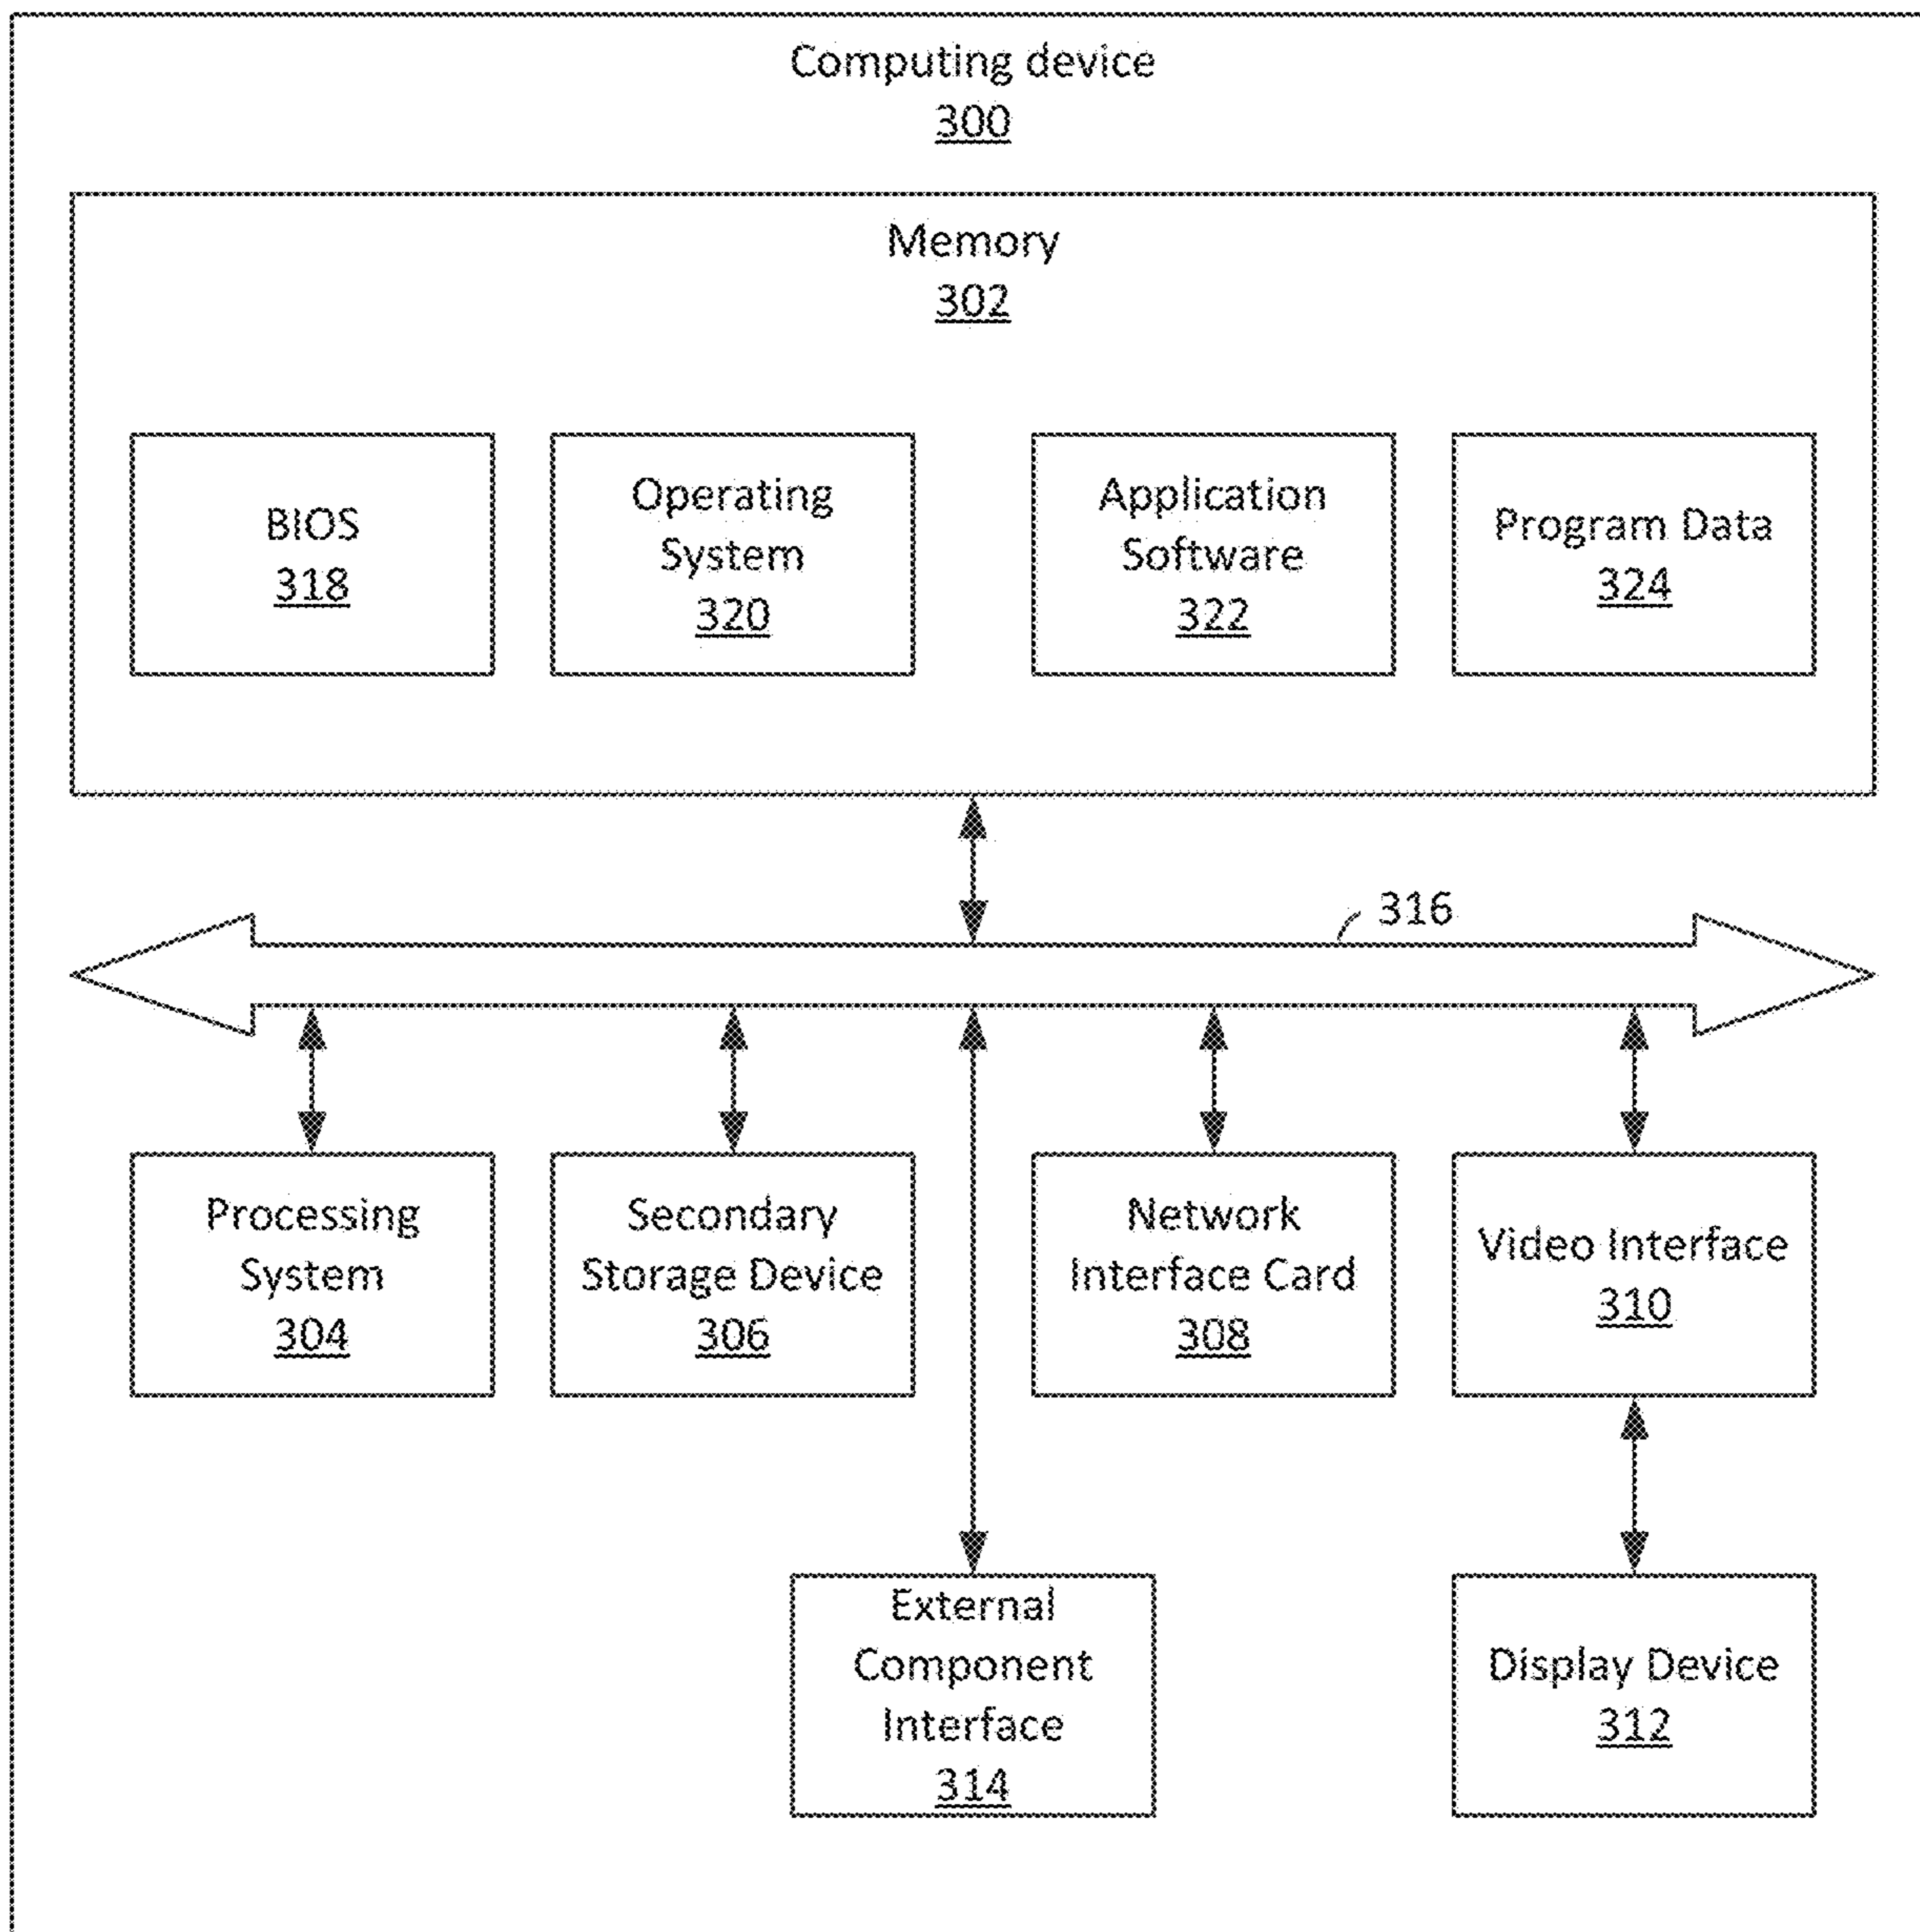 Computing device
300
Memory
302
BIOS
318
Operating
System
320
Application
Software
322
Program Data
324
316
Processing
System
304
Secondary
Storage Device
306
Network
Interface Card
308
Video Interface
310
External
Component
Interface
314
Display Device
312